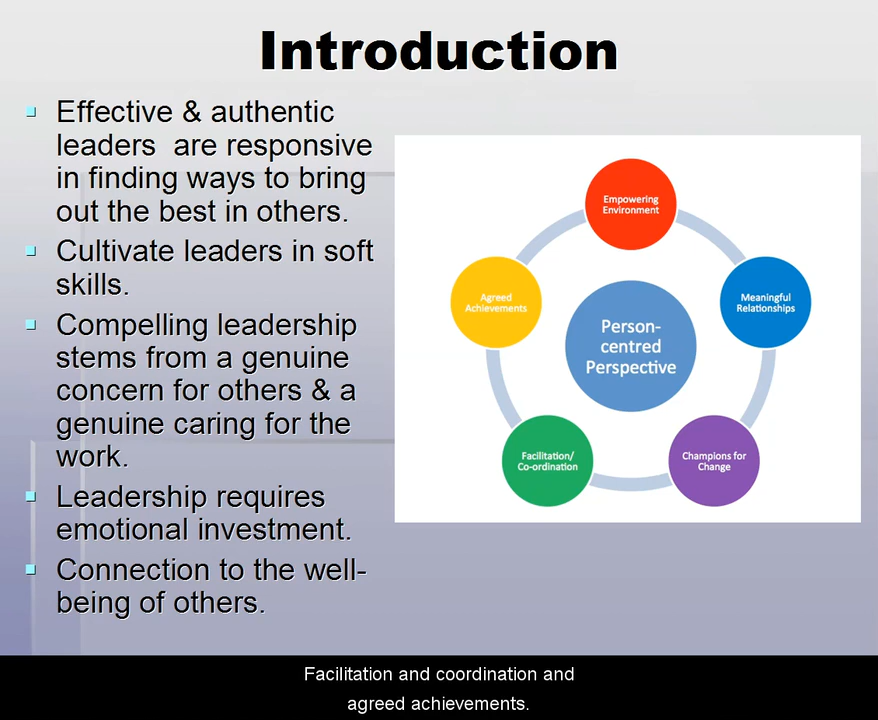 Introduction
Effective & authentic
leaders are responsive
in finding ways to bring
out the best in others.
Cultivate leaders in soft
skills.
Compelling leadership
stems from a genuine
concern for others & a
genuine caring for the
work.
Leadership requires
emotional investment.
Connection to the well-
being of others.
Empowering
Environment
Meaningful
Relationships
Champions for
Change
Facilitation/
Co-ordination
Agreed
Achievements
Person-
centred
Perspective
Facilitation and coordination and
agreed achievements.